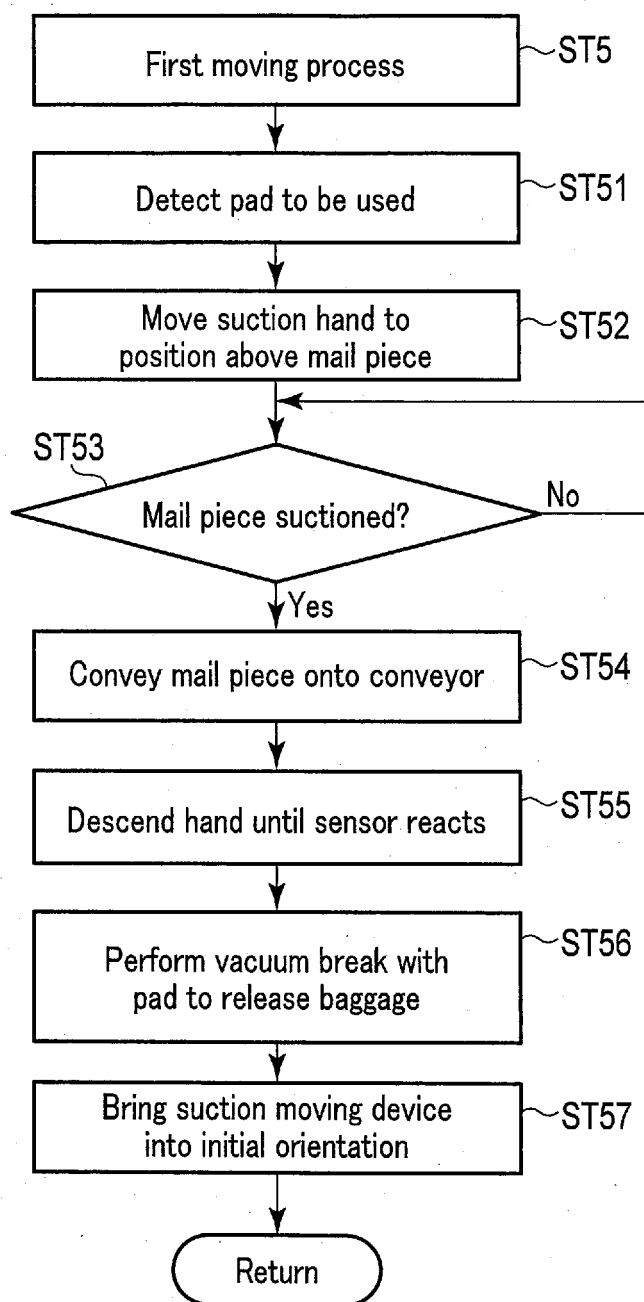 First moving process
ST5
Detect pad to be used
ST51
Move suction hand to
position above mail piece
ST52
ST53
Mail piece suctioned?
No
Yes
Convey mail piece onto conveyor
ST54
Descend hand until sensor reacts
ST55
Perform vacuum break with
pad to release baggage
ST56
Bring suction moving device
into initial orientation
ST57
Return